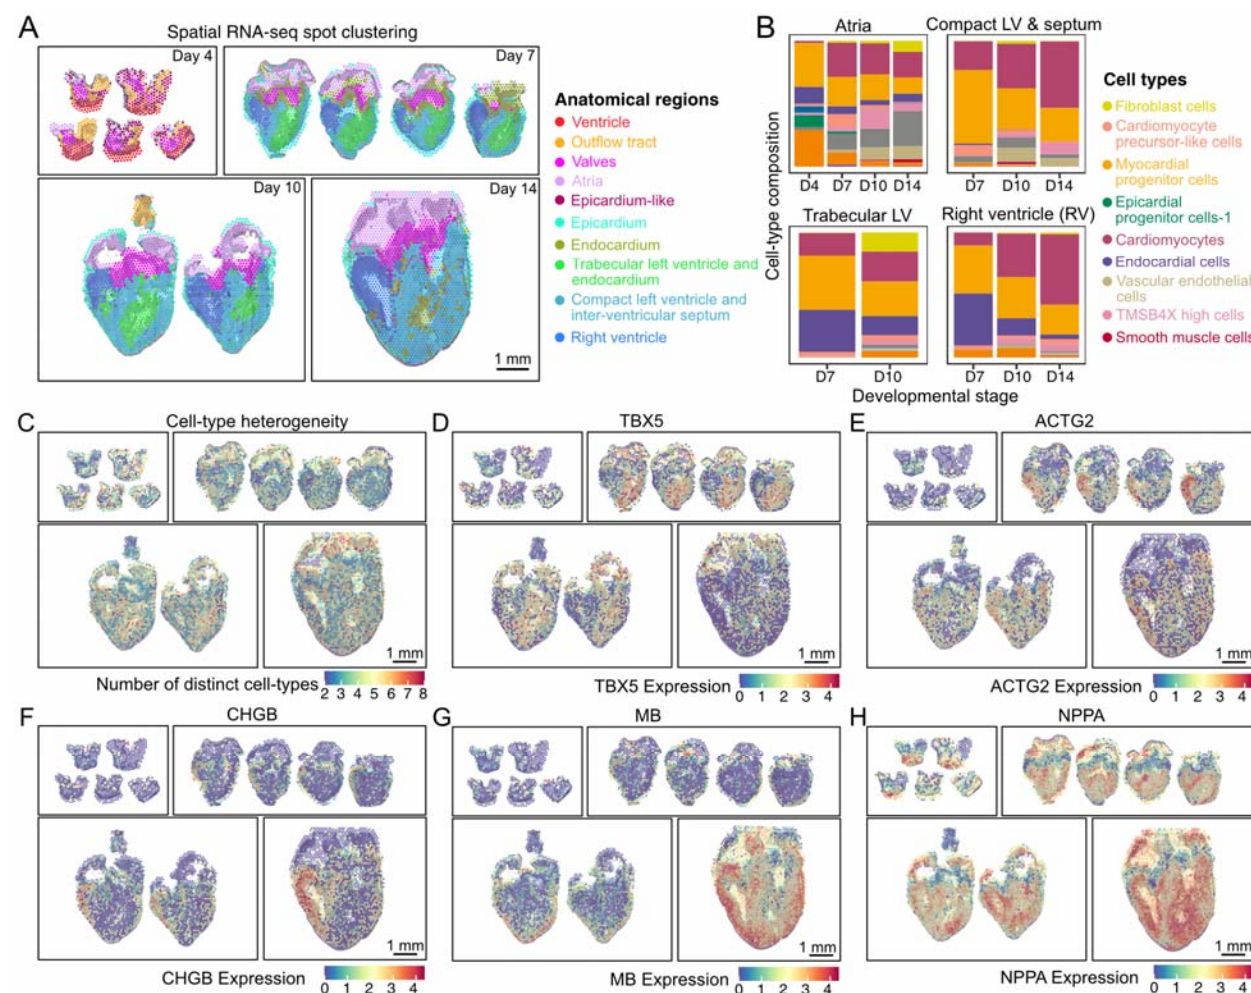 A
Spatial RNA-seq spot clustering
Day 4
Day 7
Day 10
Day 14
1 mm
Anatomical regions
Ventricle
Outflow tract
Valves
Atria
Epicardium-like
Epicardium
Endocardium
Trabecular left ventricle and
endocardium
Compact left ventricle and
inter-ventricular septum
Right ventricle
B
Atria
Compact LV & septum
D4 D7 D10 D14
D7 D10 D14
Trabecular LV
Right ventricle (RV)
D7 D10
D7 D10 D14
Cell-type composition
Developmental stage
Cell types
Fibroblast cells
Cardiomyocyte
precursor-like cells
Myocardial
progenitor cells
Epicardial
progenitor cells-1
Cardiomyocytes
Endocardial cells
Vascular endothelial
cells
TMSB4X high cells
Smooth muscle cells
C
Cell-type heterogeneity
1 mm
Number of distinct cell-types
2 3 4 5 6 7 8
D
TBX5
1 mm
TBX5 Expression
0 1 2 3 4
E
ACTG2
1 mm
ACTG2 Expression
0 1 2 3 4
F
CHGB
1 mm
CHGB Expression
0 1 2 3 4
G
MB
1 mm
MB Expression
0 1 2 3 4
H
NPPA
1 mm
NPPA Expression
0 1 2 3 4